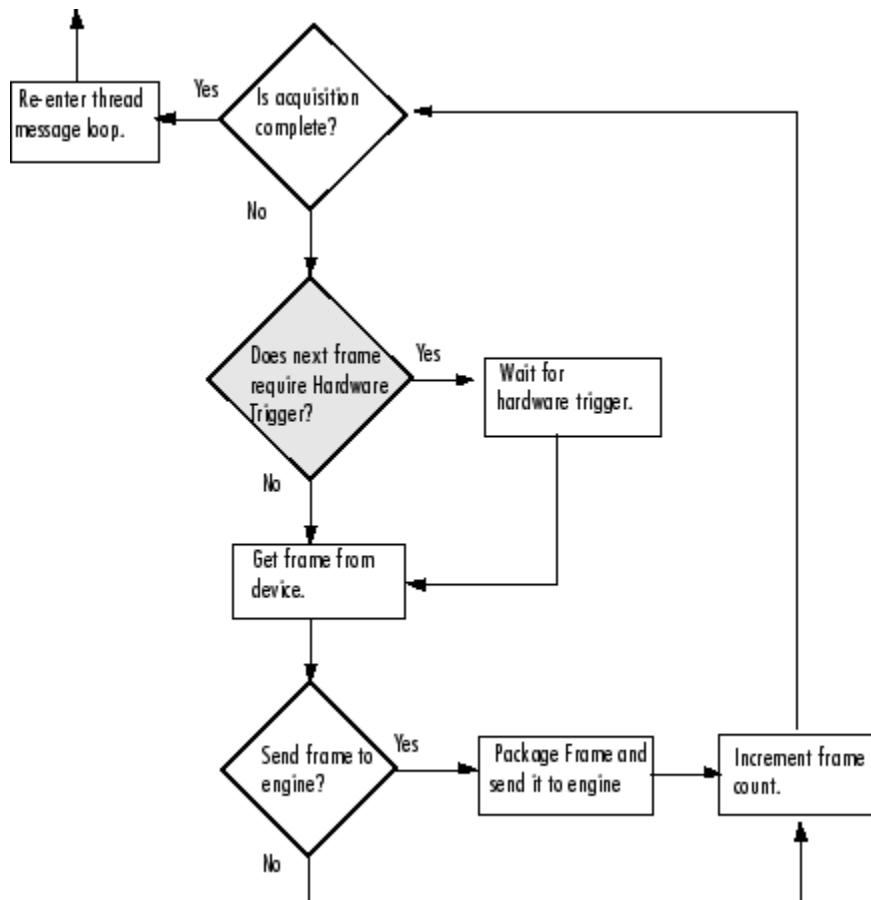 Re-enter thread
message loop.
Yes
Is acquisition
complete?
No
Does next frame
require Hardware
Trigger?
Yes
Wait for
hardware trigger.
No
Get frame from
device.
Send frame to
engine?
Yes
Package Frame and
send it to engine
Increment frame
count.
No